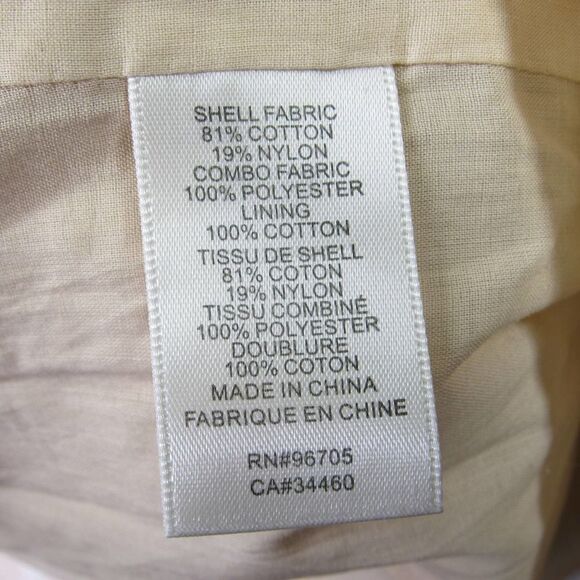 SHELL FABRIC
81% COTTON
19% NYLON
COMBO FABRIC
100% POLYESTER
LINING
100% COTTON
TISSU DE SHELL
81% COTON
19% NYLON
TISSU COMBINÉ
100% POLYESTER
DOUBLURE
100% COTON
MADE IN CHINA
FABRIQUE EN CHINE
RN#96705
CA#34460